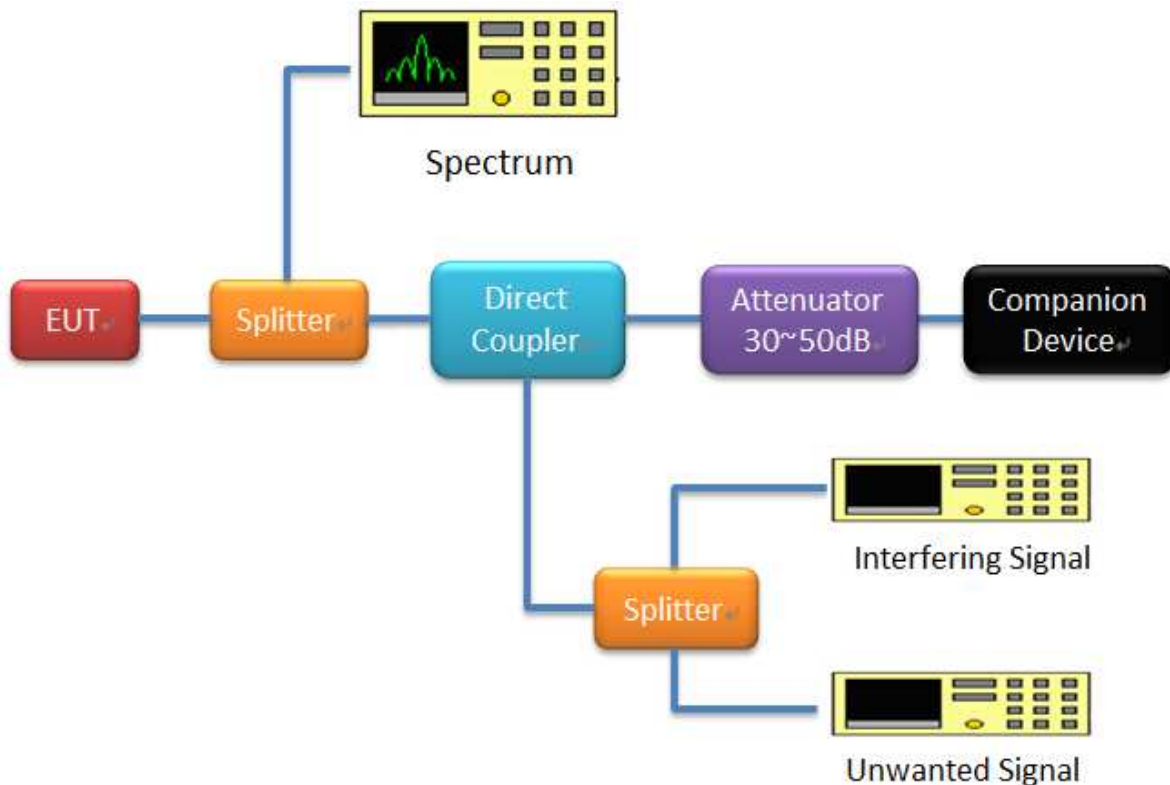 Spectrum
EUT
Splitter
Direct
Coupler
Attenuator
30~50dB
Companion
Device
Interfering Signal
Splitter
Unwanted Signal